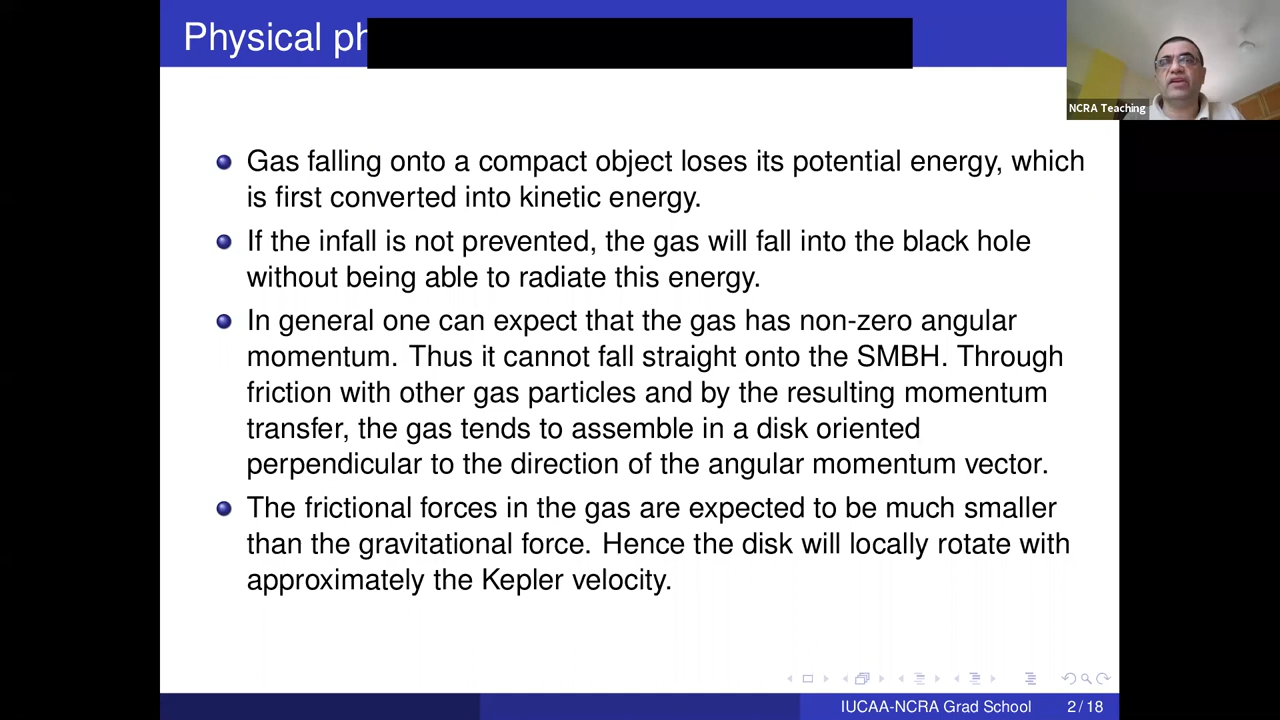 Physical
NCRA Teaching
Gas falling onto a compact object loses its potential energy, which
is first converted into kinetic energy.
If the infall is not prevented, the gas will fall into the black hole
without being able to radiate this energy.
In general one can expect that the gas has non-zero angular
momentum. Thus it cannot fall straight onto the SMBH. Through
friction with other gas particles and by the resulting momentum
transfer, the gas tends to assemble in a disk oriented
perpendicular to the direction of the angular momentum vector.
The frictional forces in the gas are expected to be much smaller
than the gravitational force. Hence the disk will locally rotate with
approximately the Kepler velocity.
IUCAA-NCRA Grad School 2 / 18